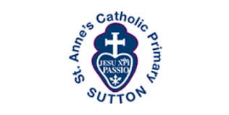 St. Anne's Catholic Primary
JESU XPI
PASSIO
SUTTON